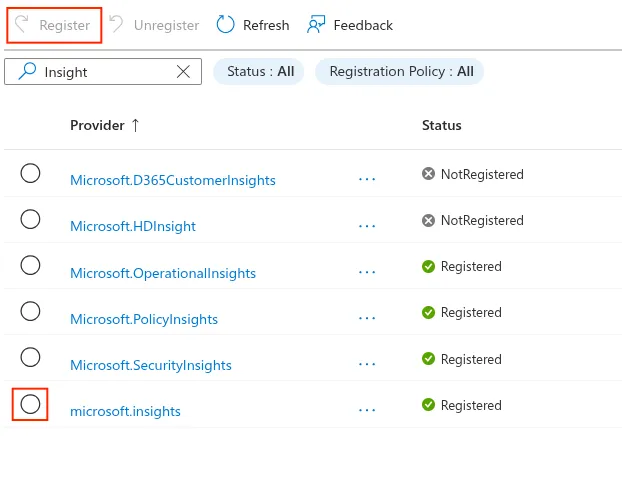 Register Unregister Refresh Feedback
Insight Status : All Registration Policy : All
Provider ↑ Status
Microsoft.D365CustomerInsights ... NotRegistered
Microsoft.HDInsight ... NotRegistered
Microsoft.OperationalInsights ... Registered
Microsoft.PolicyInsights ... Registered
Microsoft.SecurityInsights ... Registered
microsoft.insights ... Registered